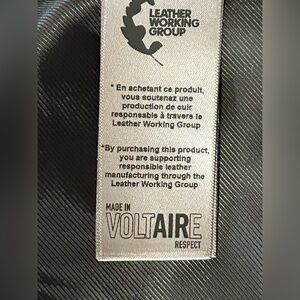 LEATHER
WORKING
GROUP
* En achetant ce produit,
vous soutenez une
production de cuir
responsable à travers le
Leather Working Group
*By purchasing this product,
you are supporting
responsible leather
manufacturing through the
Leather Working Group
MADE IN
VOLTAIRE
RESPECT